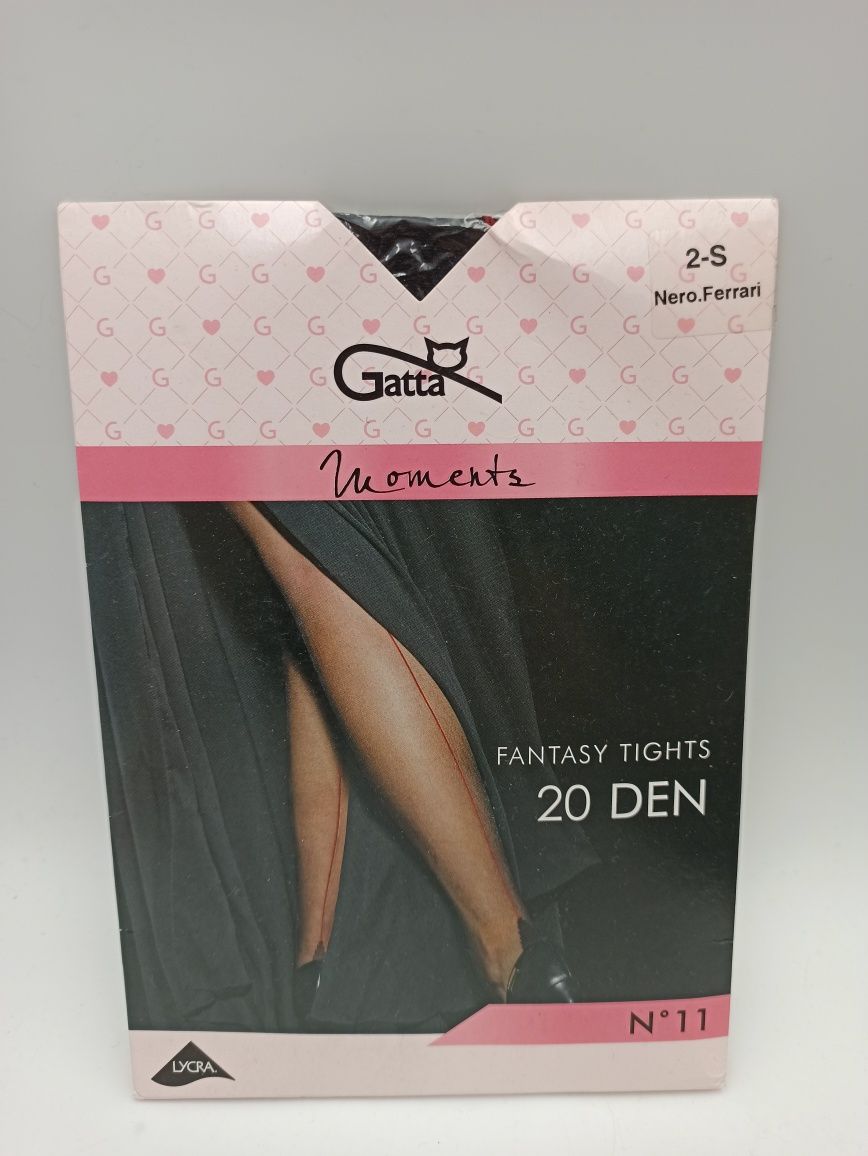 2-S
Nero.Ferrari
Gatta
Moments
FANTASY TIGHTS
20 DEN
N°11
LYCRA.